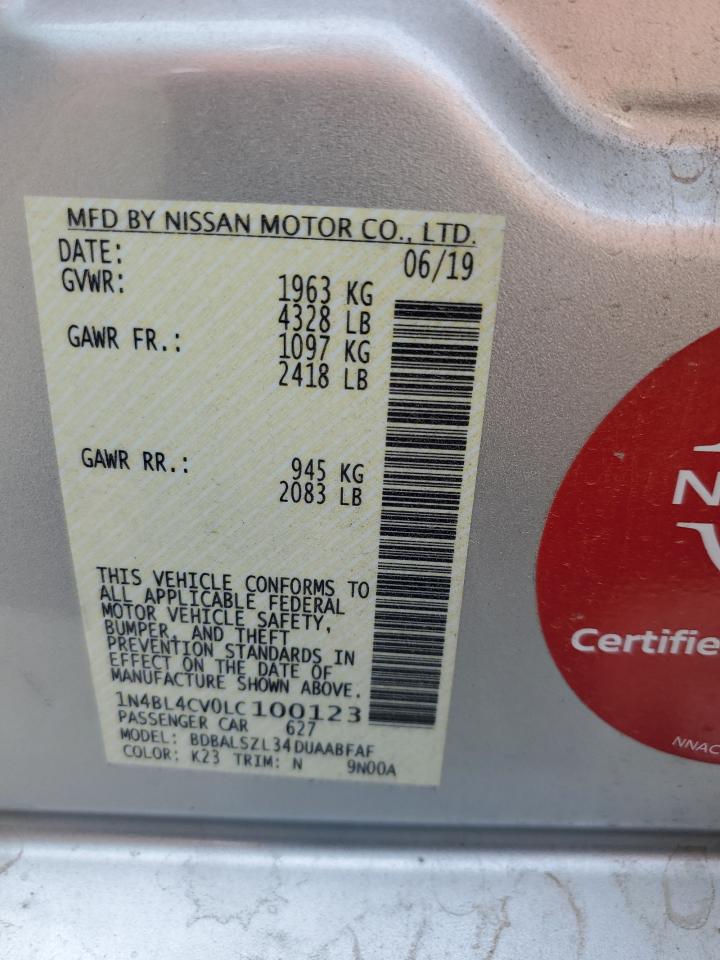 MFD BY NISSAN MOTOR CO., LTD.
DATE: 06/19
GVWR: 1963 KG
4328 LB
GAWR FR.: 1097 KG
2418 LB
GAWR RR.: 945 KG
2083 LB
THIS VEHICLE CONFORMS TO
ALL APPLICABLE FEDERAL
MOTOR VEHICLE SAFETY,
BUMPER, AND THEFT
PREVENTION STANDARDS IN
EFFECT ON THE DATE OF
MANUFACTURE SHOWN ABOVE.
1N4BL4CV0LC100123
PASSENGER CAR 627
MODEL: BDBALSZL34DUAABFAF
COLOR: K23 TRIM: N 9N00A
N
Certifie
NNAC